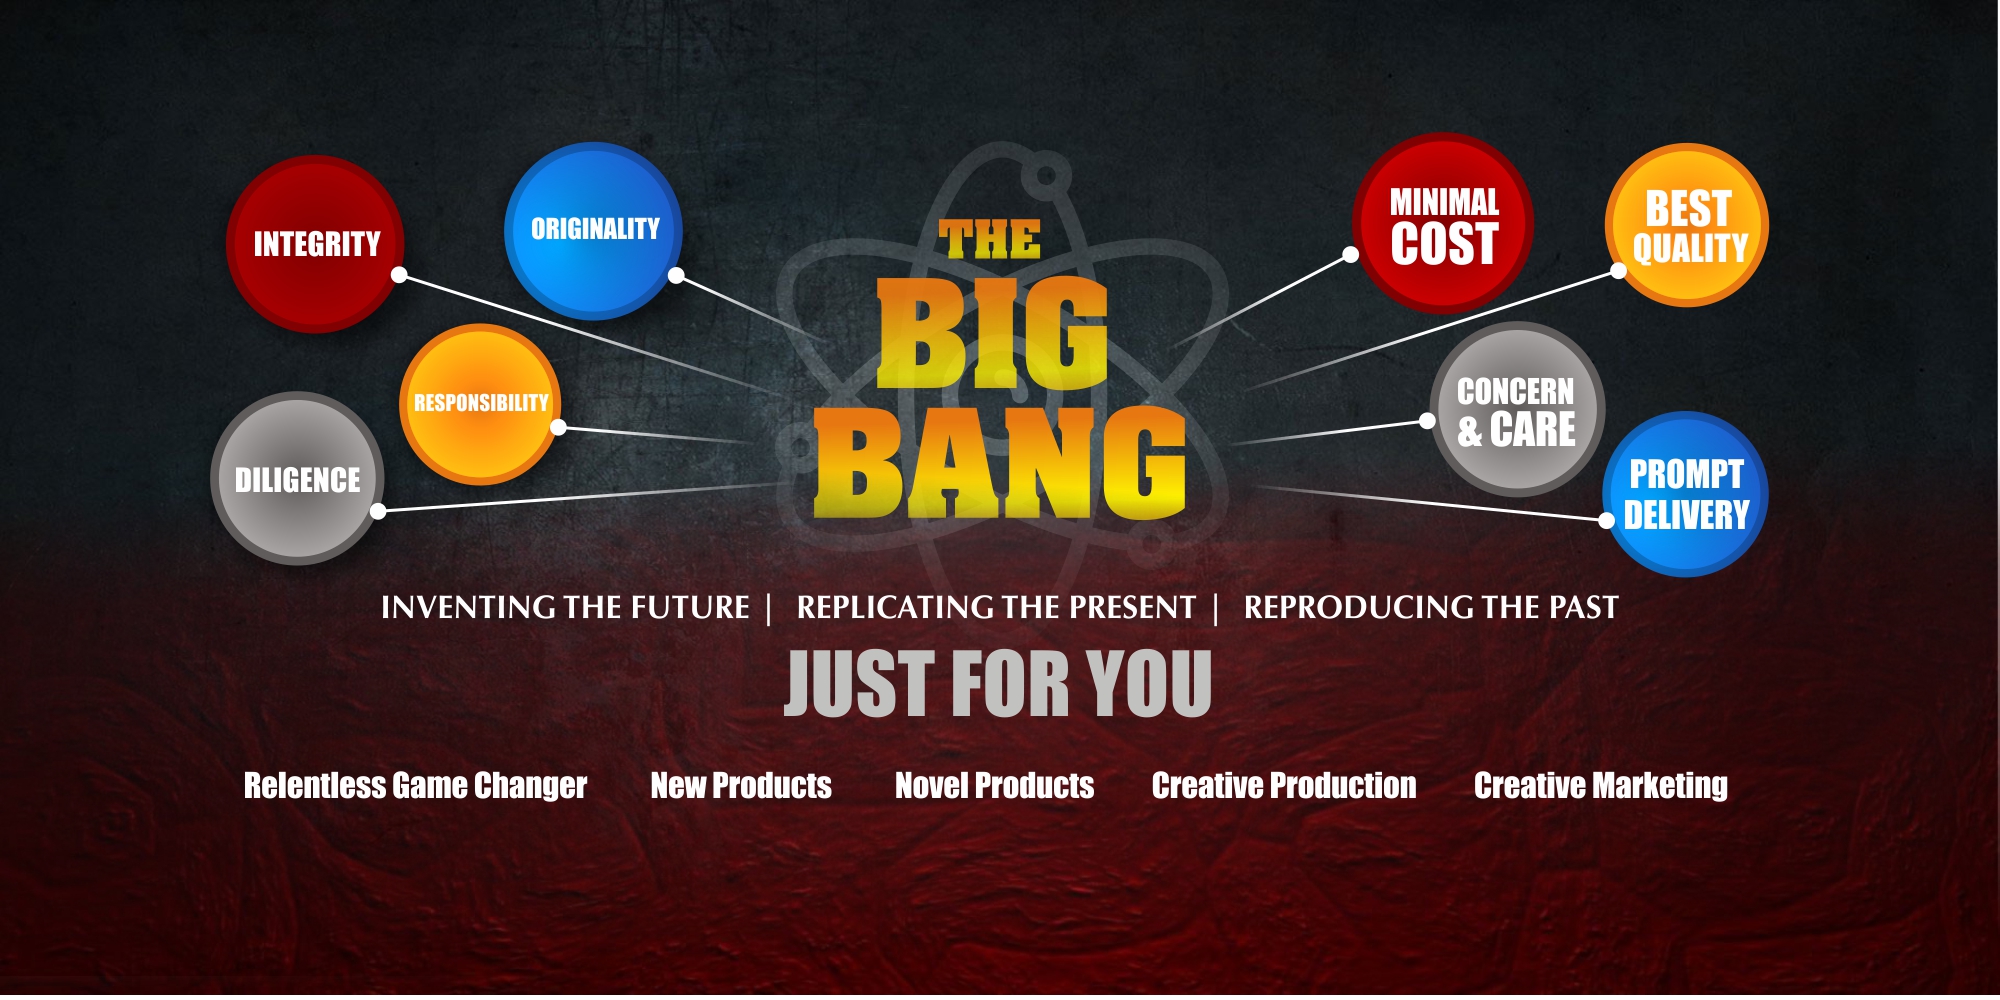 INTEGRITY
ORIGINALITY
RESPONSIBILITY
DILIGENCE
THE
BIG
BANG
MINIMAL
COST
BEST
QUALITY
CONCERN
& CARE
PROMPT
DELIVERY
INVENTING THE FUTURE | REPLICATING THE PRESENT | REPRODUCING THE PAST
JUST FOR YOU
Relentless Game Changer New Products Novel Products Creative Production Creative Marketing